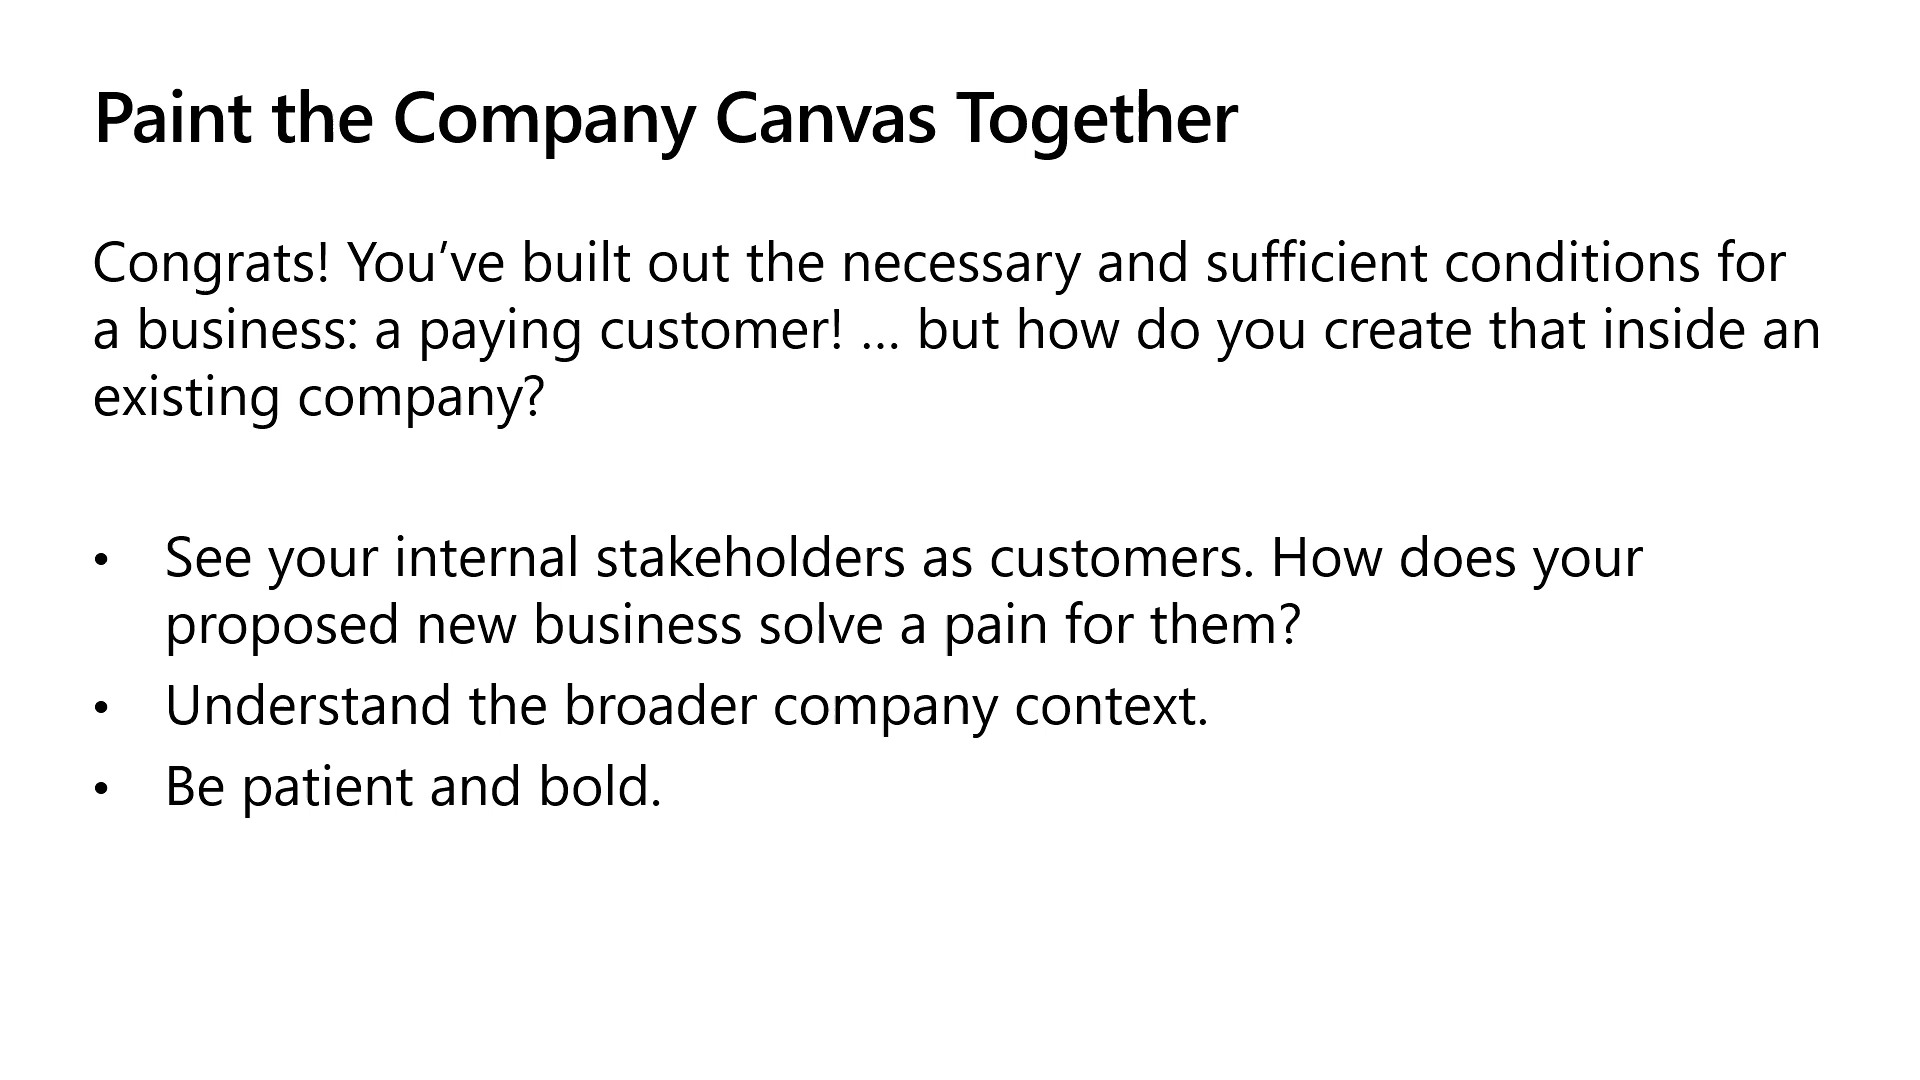 Paint the Company Canvas Together
Congrats! You’ve built out the necessary and sufficient conditions for
a business: a paying customer! … but how do you create that inside an
existing company?
• See your internal stakeholders as customers. How does your
proposed new business solve a pain for them?
• Understand the broader company context.
• Be patient and bold.